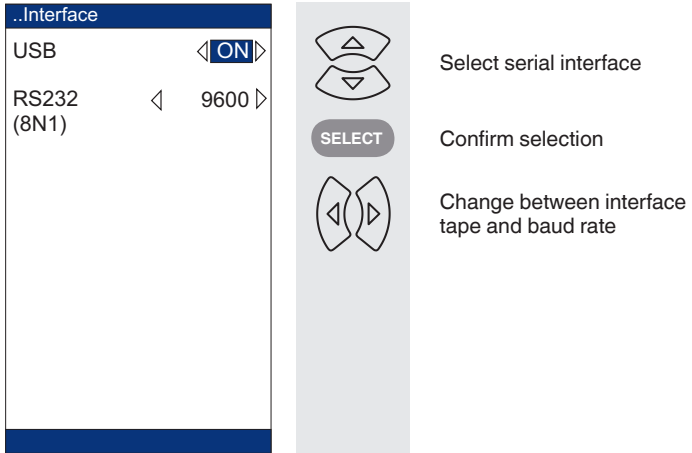 ..Interface
USB ON
RS232 9600
(8N1)
Select serial interface
SELECT Confirm selection
Change between interface
tape and baud rate